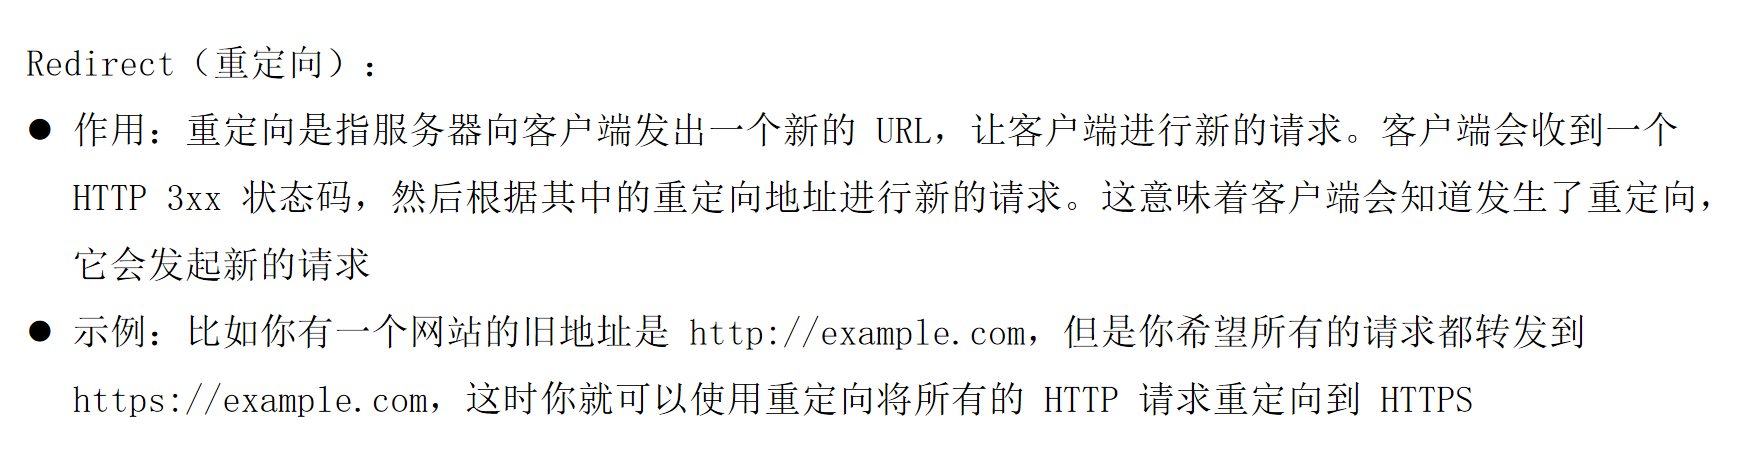 Redirect（重定向）：
● 作用：重定向是指服务器向客户端发出一个新的 URL，让客户端进行新的请求。客户端会收到一个
HTTP 3xx 状态码，然后根据其中的重定向地址进行新的请求。这意味着客户端会知道发生了重定向，
它会发起新的请求
● 示例：比如你有一个网站的旧地址是 http://example.com，但是你希望所有的请求都转发到
https://example.com，这时你就可以使用重定向将所有的 HTTP 请求重定向到 HTTPS